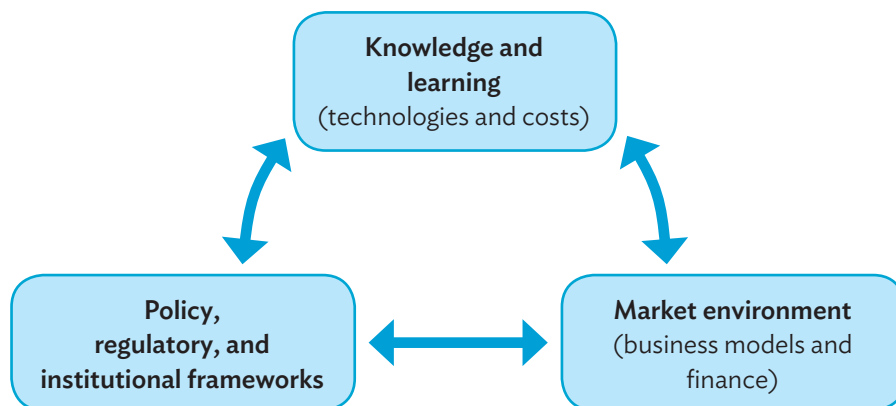 Knowledge and
learning
(technologies and costs)
Policy,
regulatory, and
institutional frameworks
Market environment
(business models and
finance)